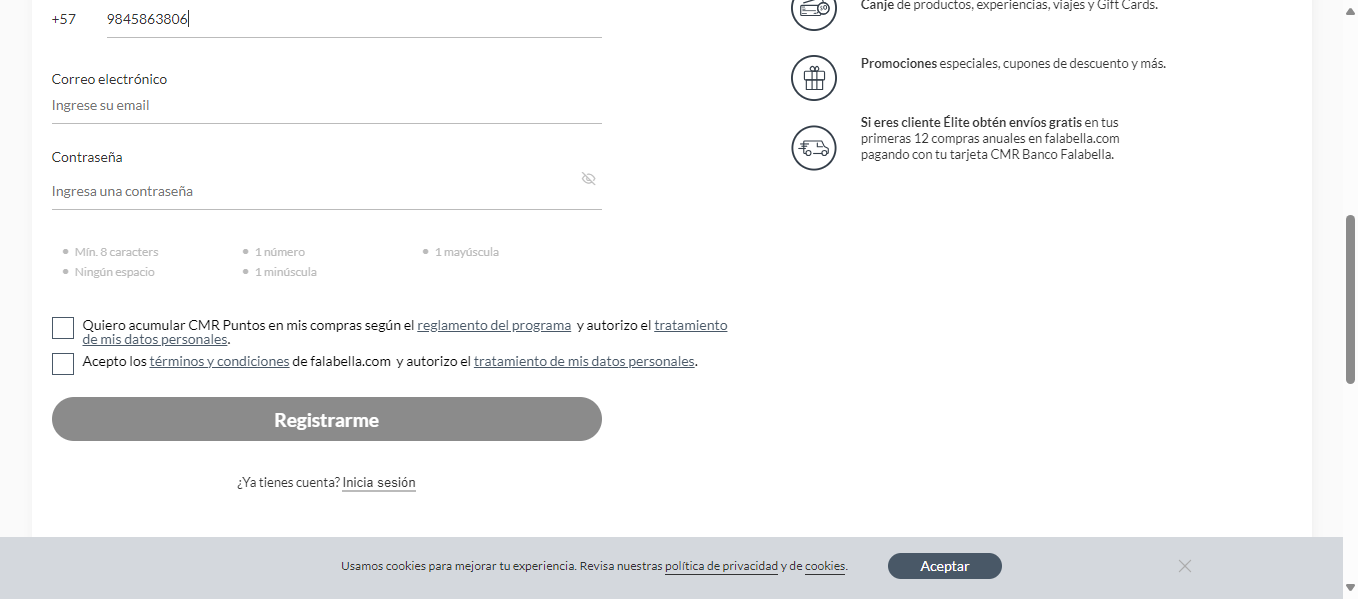 +57 9845863806
Correo electrónico
Ingrese su email
Contraseña
Ingresa una contraseña
Mín. 8 caracters
1 número
1 mayúscula
Ningún espacio
1 minúscula
Quiero acumular CMR Puntos en mis compras según el reglamento del programa y autorizo el tratamiento
de mis datos personales.
Acepto los términos y condiciones de falabella.com y autorizo el tratamiento de mis datos personales.
Registrarme
¿Ya tienes cuenta? Inicia sesión
Canje de productos, experiencias, viajes y Gift Cards.
Promociones especiales, cupones de descuento y más.
Si eres cliente Élite obtén envíos gratis en tus
primeras 12 compras anuales en falabella.com
pagando con tu tarjeta CMR Banco Falabella.
Usamos cookies para mejorar tu experiencia. Revisa nuestras política de privacidad y de cookies.
Aceptar